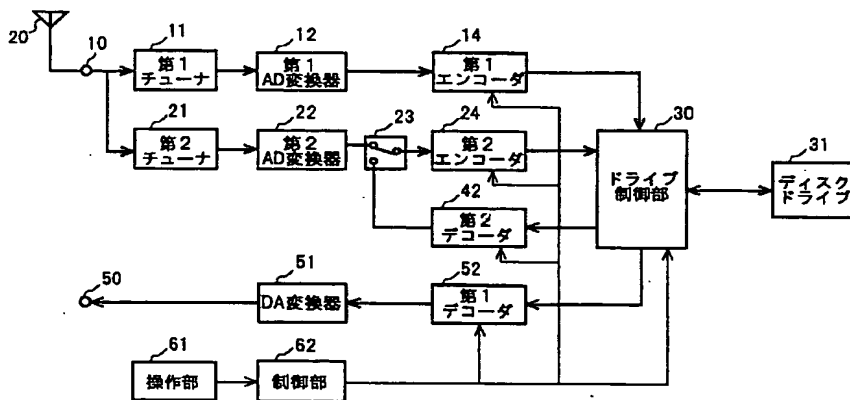 20
10
11
第1
チューナ
12
第1
AD変換器
14
第1
エンコーダ
21
第2
チューナ
22
第2
AD変換器
23
24
第2
エンコーダ
30
ドライブ
制御部
31
ディスク
ドライブ
42
第2
デコーダ
50
51
DA変換器
52
第1
デコーダ
61
操作部
62
制御部